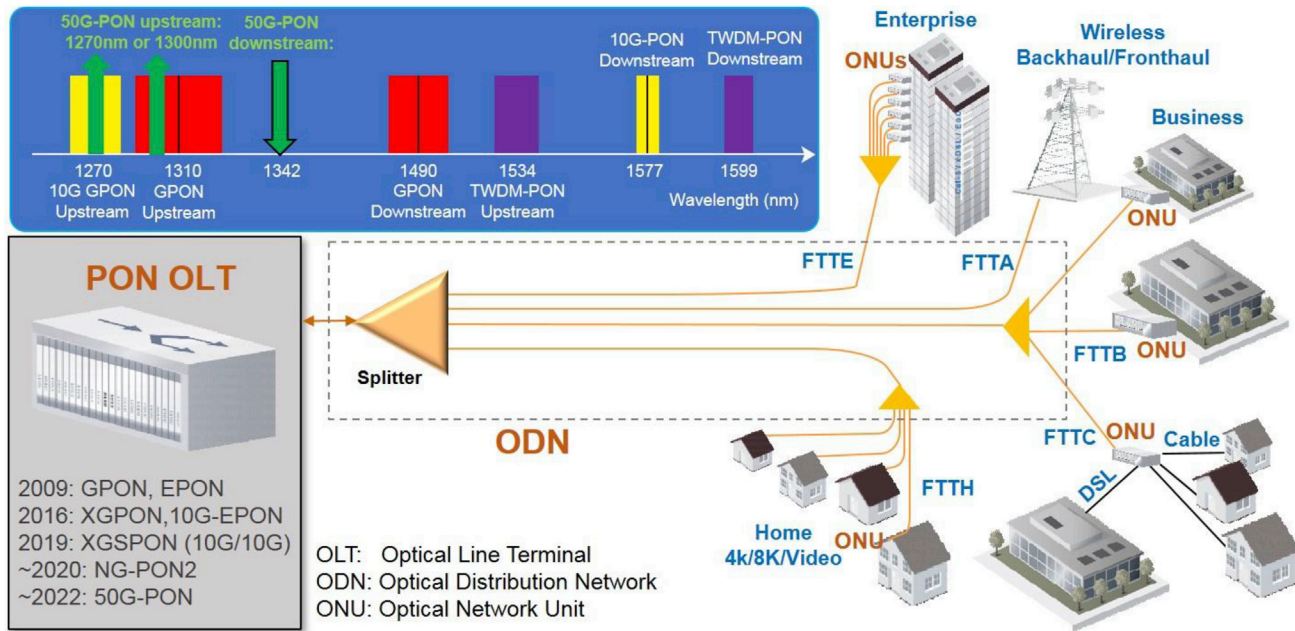 50G-PON upstream:
1270nm or 1300nm
50G-PON
downstream:
10G-PON
Downstream
TWDM-PON
Downstream
1270
1310
1342
1490
1534
1577
1599
10G GPON
Upstream
GPON
Upstream
GPON
Downstream
TWDM-PON
Upstream
Wavelength (nm)
Enterprise
ONUs
Wireless
Backhaul/Fronthaul
Business
ONU
FTTE
FTTA
ONU
FTTB
PON OLT
Splitter
ODN
2009: GPON, EPON
2016: XGPON,10G-EPON
2019: XGSPON (10G/10G)
~2020: NG-PON2
~2022: 50G-PON
OLT: Optical Line Terminal
ODN: Optical Distribution Network
ONU: Optical Network Unit
FTTH
Home
4k/8K/Video
ONU
FTTC
ONU
Cable
DSL